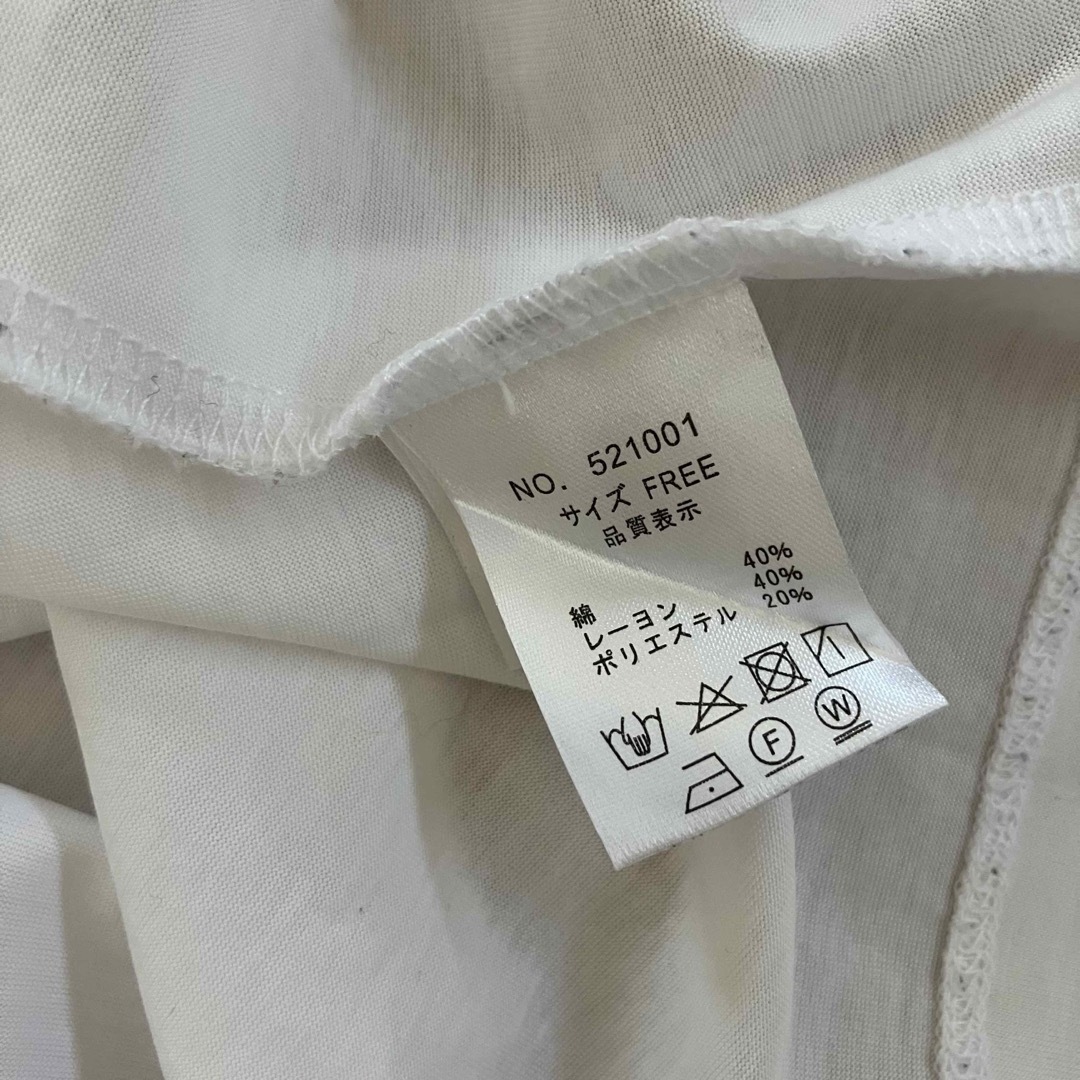 NO. 521001
サイズ FREE
品質表示
綿 40%
レーヨン 40%
ポリエステル 20%
F
W